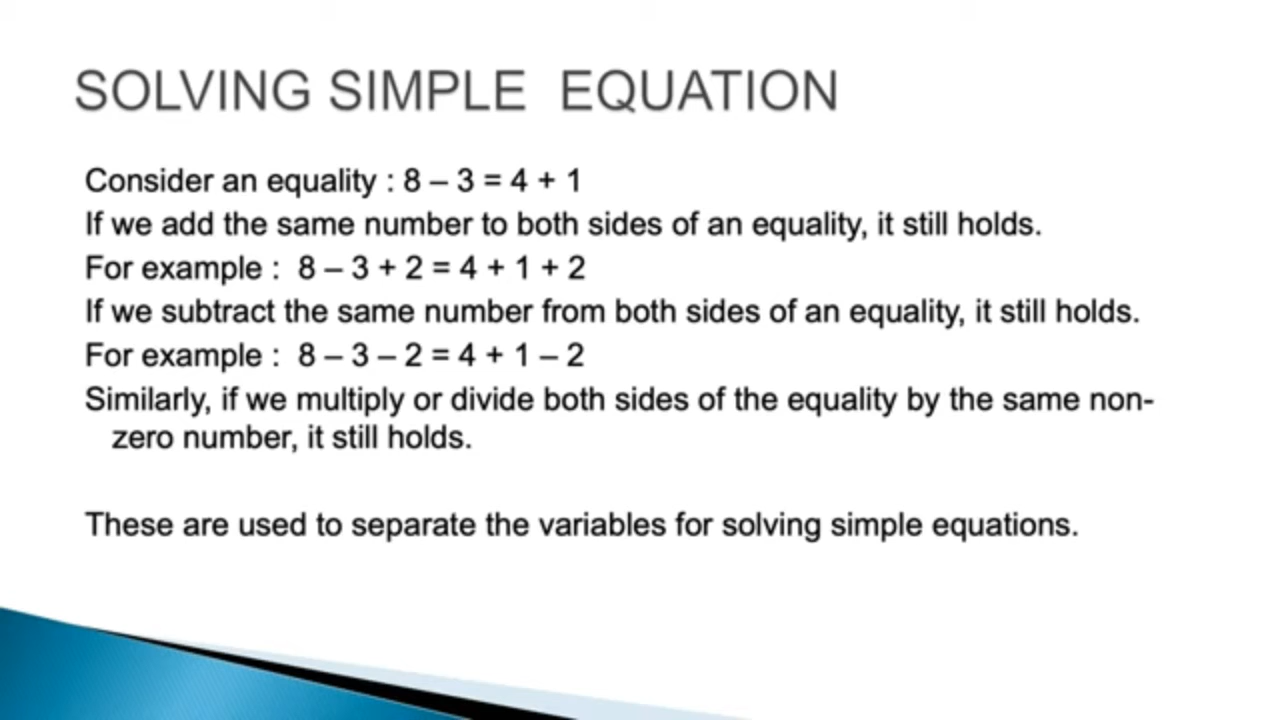 SOLVING SIMPLE EQUATION
Consider an equality : 8 – 3 = 4 + 1
If we add the same number to both sides of an equality, it still holds.
For example : 8 – 3 + 2 = 4 + 1 + 2
If we subtract the same number from both sides of an equality, it still holds.
For example : 8 – 3 – 2 = 4 + 1 – 2
Similarly, if we multiply or divide both sides of the equality by the same non-
zero number, it still holds.
These are used to separate the variables for solving simple equations.